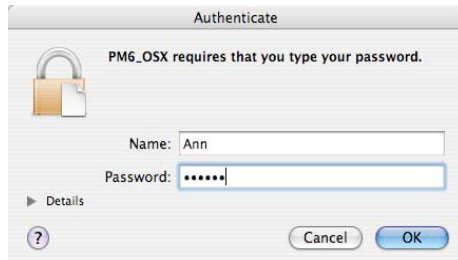 Authenticate
PM6_OSX requires that you type your password.
Name: Ann
Password: ••••••
Details
? Cancel OK